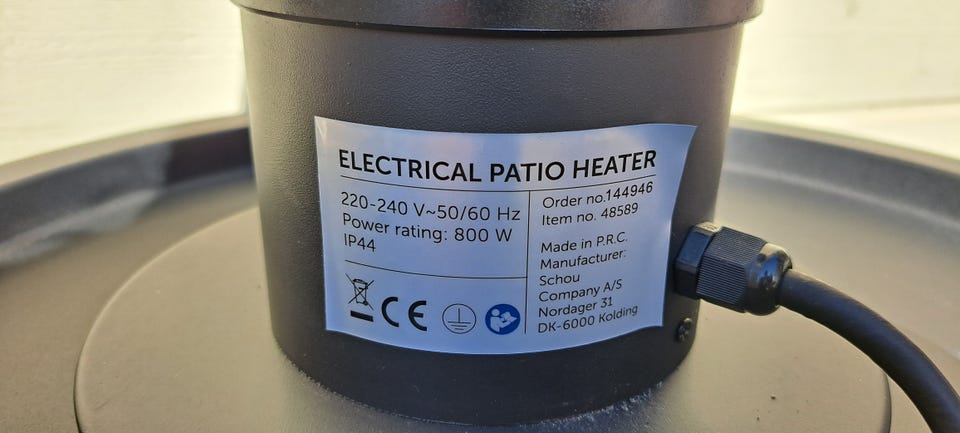 ELECTRICAL PATIO HEATER
220-240 V~50/60 Hz
Power rating: 800 W
IP44
CE
Order no.144946
Item no. 48589
Made in P.R.C.
Manufacturer:
Schou
Company A/S
Nordager 31
DK-6000 Kolding